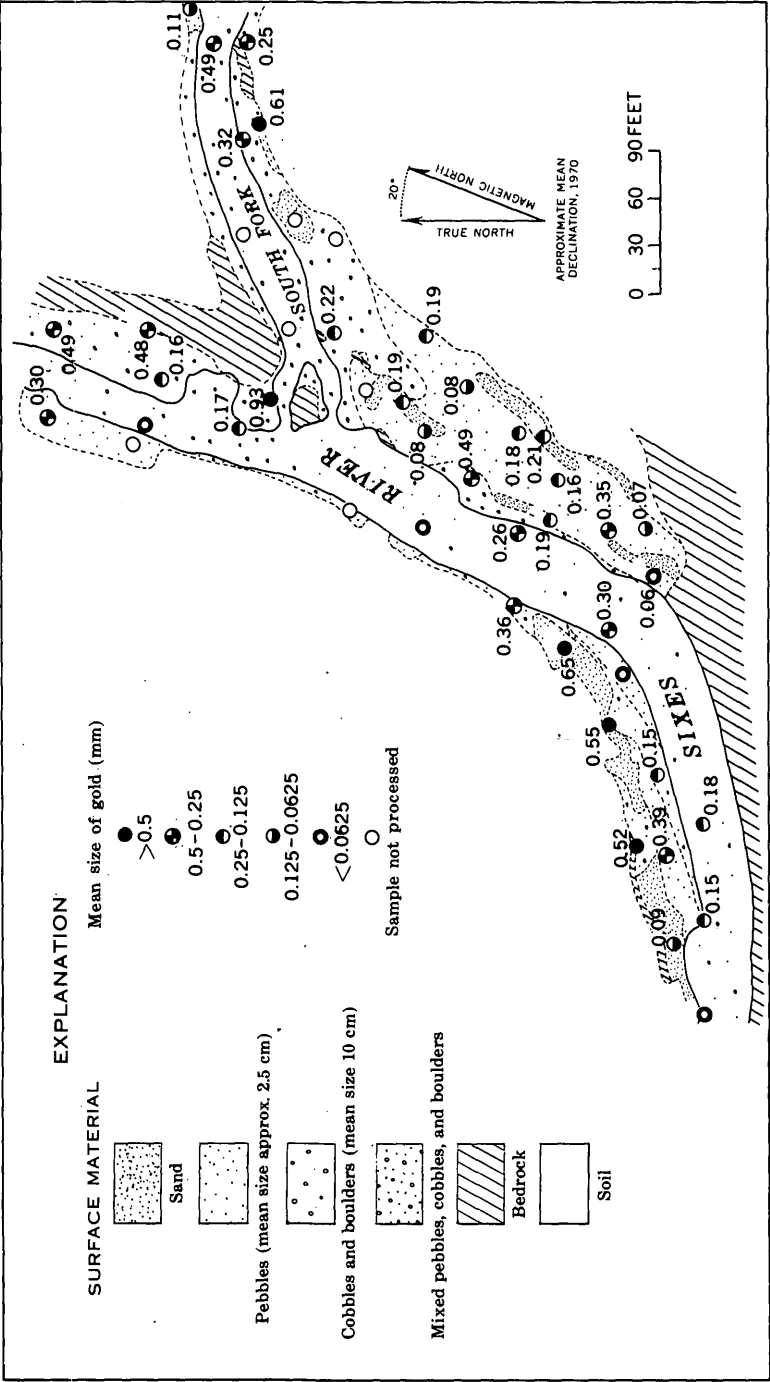 EXPLANATION
SURFACE MATERIAL
Sand
Pebbles (mean size approx. 2.5 cm)
Cobbles and boulders (mean size 10 cm)
Mixed pebbles, cobbles, and boulders
Bedrock
Soil
Mean size of gold (mm)
>0.5
0.5-0.25
0.25-0.125
0.125-0.0625
<0.0625
Sample not processed
0.11
0.49
0.25
0.61
0.32
SOUTH FORK
0.22
0.30
0.49
0.48
0.16
0.17
0.93
RIVER
0.19
0.19
0.08
0.08
0.49
0.18
0.21
0.16
0.26
0.19
0.35
0.07
0.06
0.36
0.30
0.65
0.55
0.15
SIXES
0.52
0.39
0.18
0.15
0.09
20°
TRUE NORTH
MAGNETIC NORTH
APPROXIMATE MEAN
DECLINATION, 1970
0 30 60 90 FEET